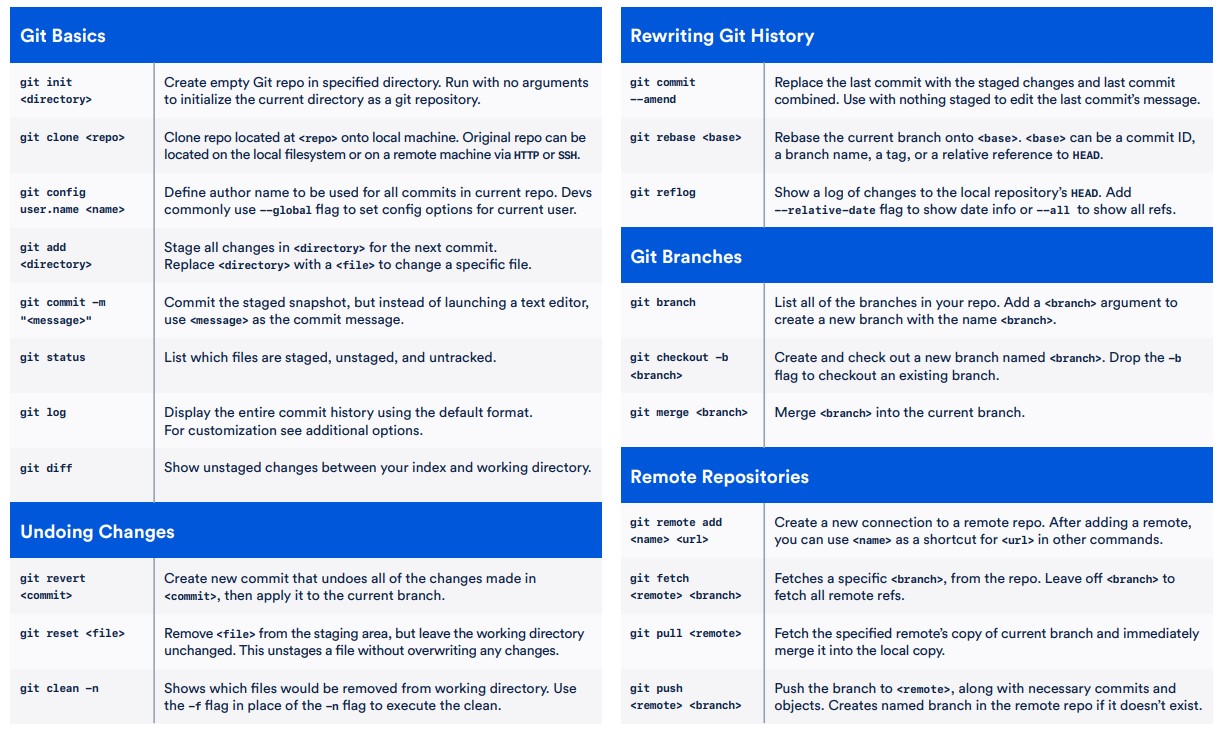 Git Basics
git init
<directory>
Create empty Git repo in specified directory. Run with no arguments
to initialize the current directory as a git repository.
git clone <repo>
Clone repo located at <repo> onto local machine. Original repo can be
located on the local filesystem or on a remote machine via HTTP or SSH.
git config
user.name <name>
Define author name to be used for all commits in current repo. Devs
commonly use --global flag to set config options for current user.
git add
<directory>
Stage all changes in <directory> for the next commit.
Replace <directory> with a <file> to change a specific file.
git commit -m
"<message>"
Commit the staged snapshot, but instead of launching a text editor,
use <message> as the commit message.
git status
List which files are staged, unstaged, and untracked.
git log
Display the entire commit history using the default format.
For customization see additional options.
git diff
Show unstaged changes between your index and working directory.
Undoing Changes
git revert
<commit>
Create new commit that undoes all of the changes made in
<commit>, then apply it to the current branch.
git reset <file>
Remove <file> from the staging area, but leave the working directory
unchanged. This unstages a file without overwriting any changes.
git clean -n
Shows which files would be removed from working directory. Use
the -f flag in place of the -n flag to execute the clean.
Rewriting Git History
git commit
--amend
Replace the last commit with the staged changes and last commit
combined. Use with nothing staged to edit the last commit’s message.
git rebase <base>
Rebase the current branch onto <base>. <base> can be a commit ID,
a branch name, a tag, or a relative reference to HEAD.
git reflog
Show a log of changes to the local repository’s HEAD. Add
--relative-date flag to show date info or --all to show all refs.
Git Branches
git branch
List all of the branches in your repo. Add a <branch> argument to
create a new branch with the name <branch>.
git checkout -b
<branch>
Create and check out a new branch named <branch>. Drop the -b
flag to checkout an existing branch.
git merge <branch>
Merge <branch> into the current branch.
Remote Repositories
git remote add
<name> <url>
Create a new connection to a remote repo. After adding a remote,
you can use <name> as a shortcut for <url> in other commands.
git fetch
<remote> <branch>
Fetches a specific <branch>, from the repo. Leave off <branch> to
fetch all remote refs.
git pull <remote>
Fetch the specified remote’s copy of current branch and immediately
merge it into the local copy.
git push
<remote> <branch>
Push the branch to <remote>, along with necessary commits and
objects. Creates named branch in the remote repo if it doesn’t exist.